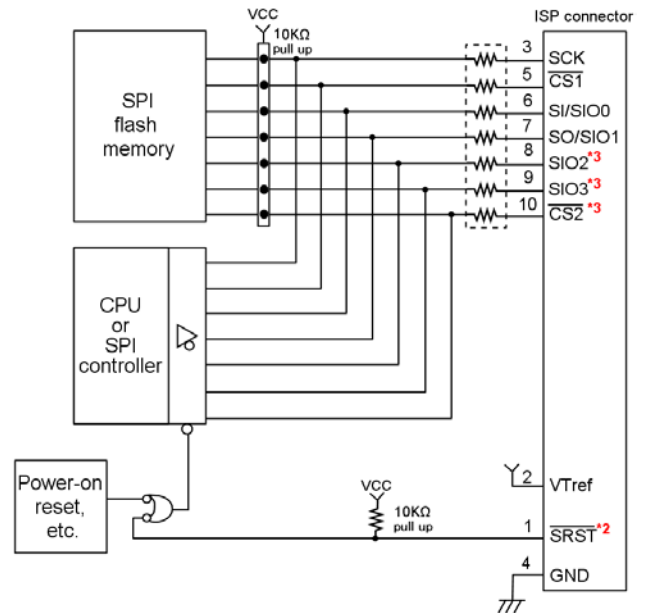 VCC
10KΩ
pull up
ISP connector
SPI
flash
memory
3
SCK
5
CS1
6
SI/SIO0
7
SO/SIO1
8
SIO2*3
9
SIO3*3
10
CS2*3
CPU
or
SPI
controller
Power-on
reset,
etc.
VCC
10KΩ
pull up
2
VTref
1
SRST*2
4
GND